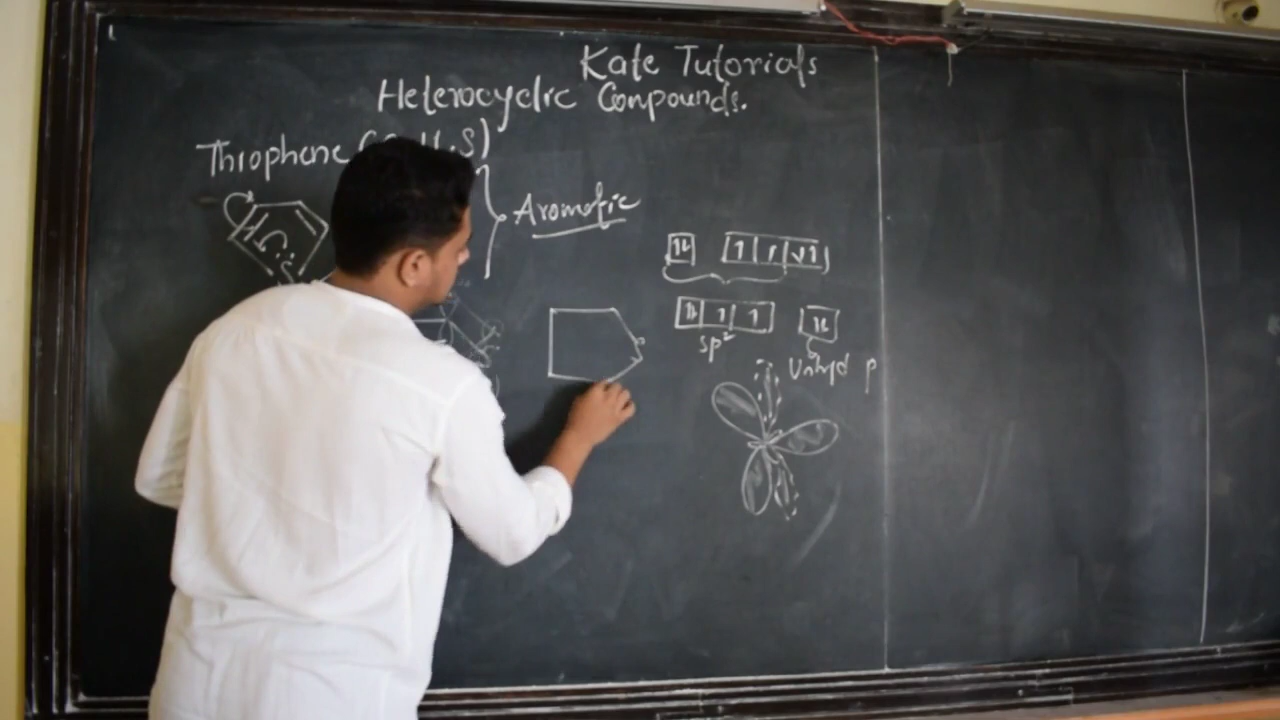 Kate Tutorials
Heterocyclic Compounds.
Thiophene
S)
Aromatic
S
sp²
Unhyd p